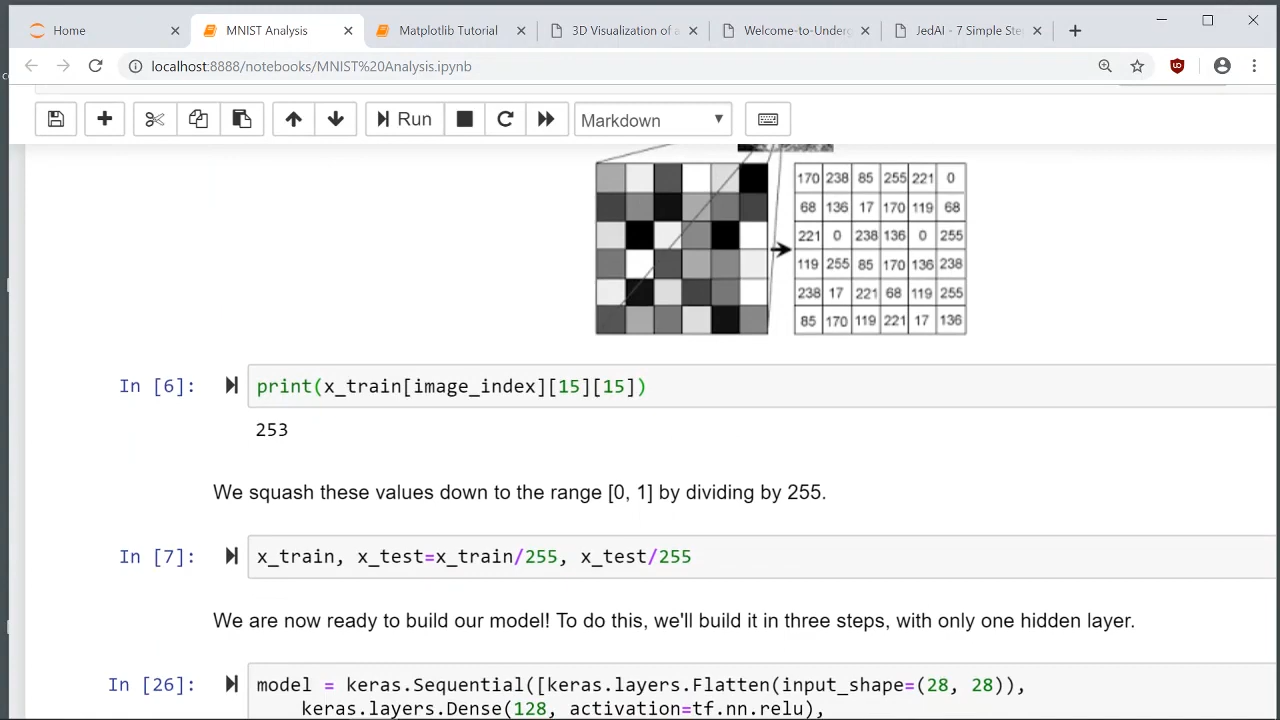 Home
MNIST Analysis
Matplotlib Tutorial
3D Visualization of a
Welcome-to-Underg
JedAI - 7 Simple Ste
localhost:8888/notebooks/MNIST%20Analysis.ipynb
Run
Markdown
170 238 85 255 221 0
68 136 17 170 119 68
221 0 238 136 0 255
119 255 85 170 136 238
238 17 221 68 119 255
85 170 119 221 17 136
In [6]: print(x_train[image_index][15][15])
253
We squash these values down to the range [0, 1] by dividing by 255.
In [7]: x_train, x_test=x_train/255, x_test/255
We are now ready to build our model! To do this, we'll build it in three steps, with only one hidden layer.
In [26]: model = keras.Sequential([keras.layers.Flatten(input_shape=(28, 28)),
keras.layers.Dense(128, activation=tf.nn.relu),